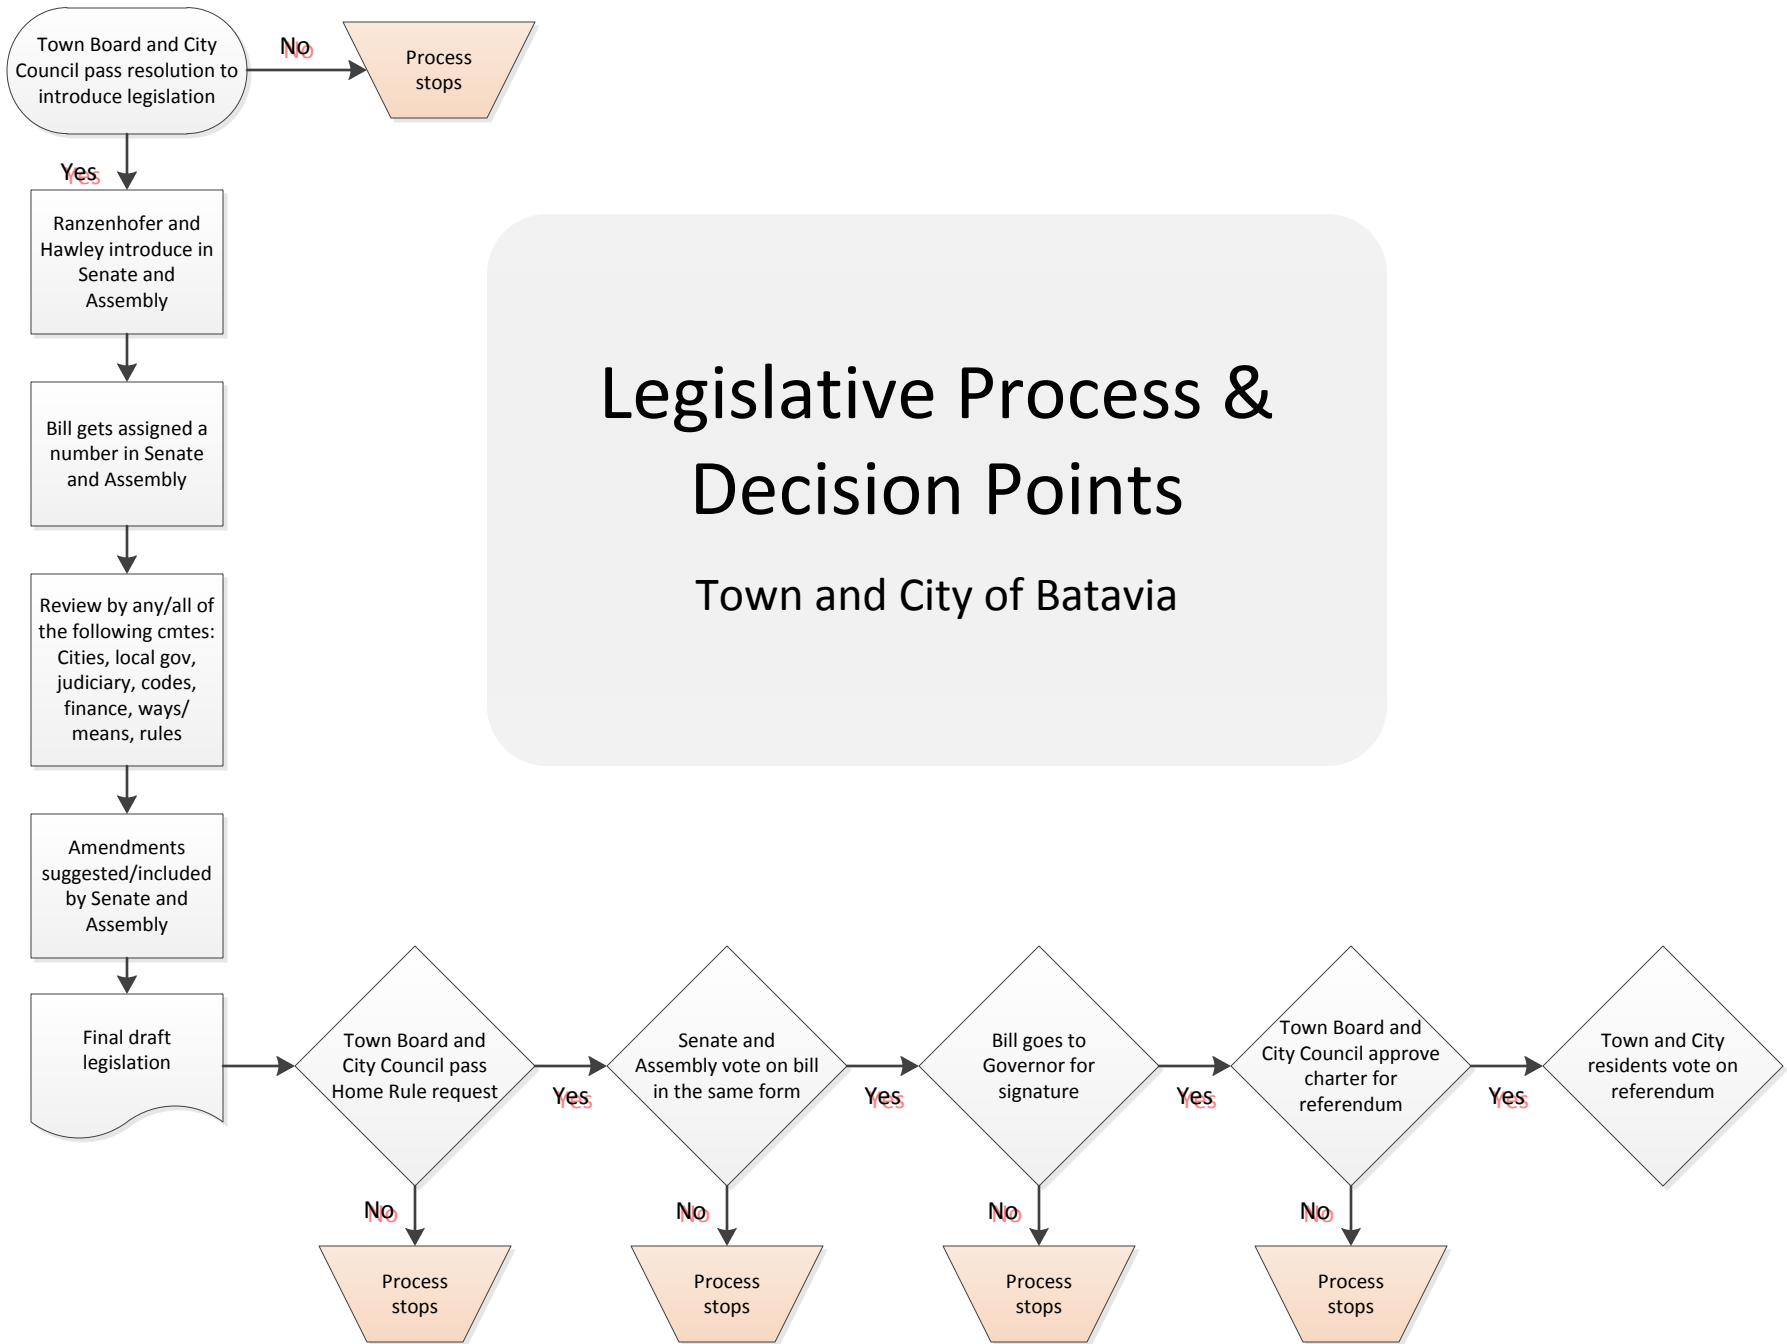 Town Board and City
Council pass resolution to
introduce legislation
No
Process
stops
Yes
Ranzenhofer and
Hawley introduce in
Senate and
Assembly
Bill gets assigned a
number in Senate
and Assembly
Review by any/all of
the following cmtes:
Cities, local gov,
judiciary, codes,
finance, ways/
means, rules
Amendments
suggested/included
by Senate and
Assembly
Final draft
legislation
Legislative Process &
Decision Points
Town and City of Batavia
Town Board and
City Council pass
Home Rule request
Yes
No
Process
stops
Senate and
Assembly vote on bill
in the same form
Yes
No
Process
stops
Bill goes to
Governor for
signature
Yes
No
Process
stops
Town Board and
City Council approve
charter for
referendum
Yes
No
Process
stops
Town and City
residents vote on
referendum